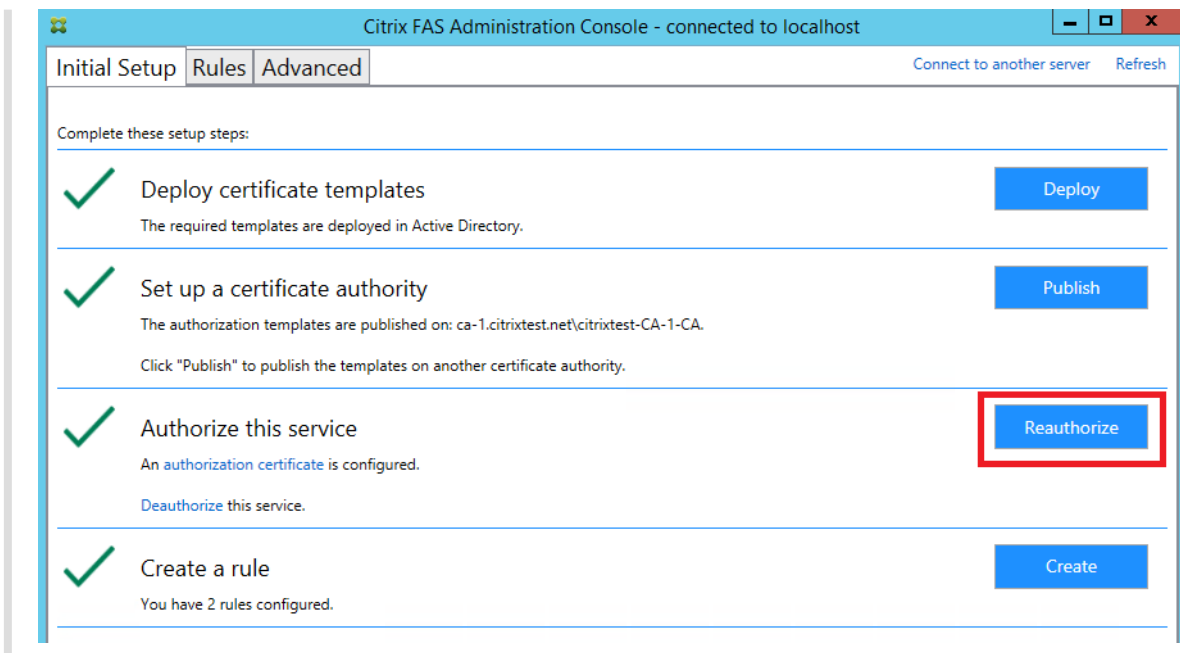 Citrix FAS Administration Console - connected to localhost
Initial Setup Rules Advanced Connect to another server Refresh
Complete these setup steps:
Deploy certificate templates
Deploy
The required templates are deployed in Active Directory.
Set up a certificate authority
Publish
The authorization templates are published on: ca-1.citrixtest.net\citrixtest-CA-1-CA.
Click "Publish" to publish the templates on another certificate authority.
Authorize this service
Reauthorize
An authorization certificate is configured.
Deauthorize this service.
Create a rule
Create
You have 2 rules configured.